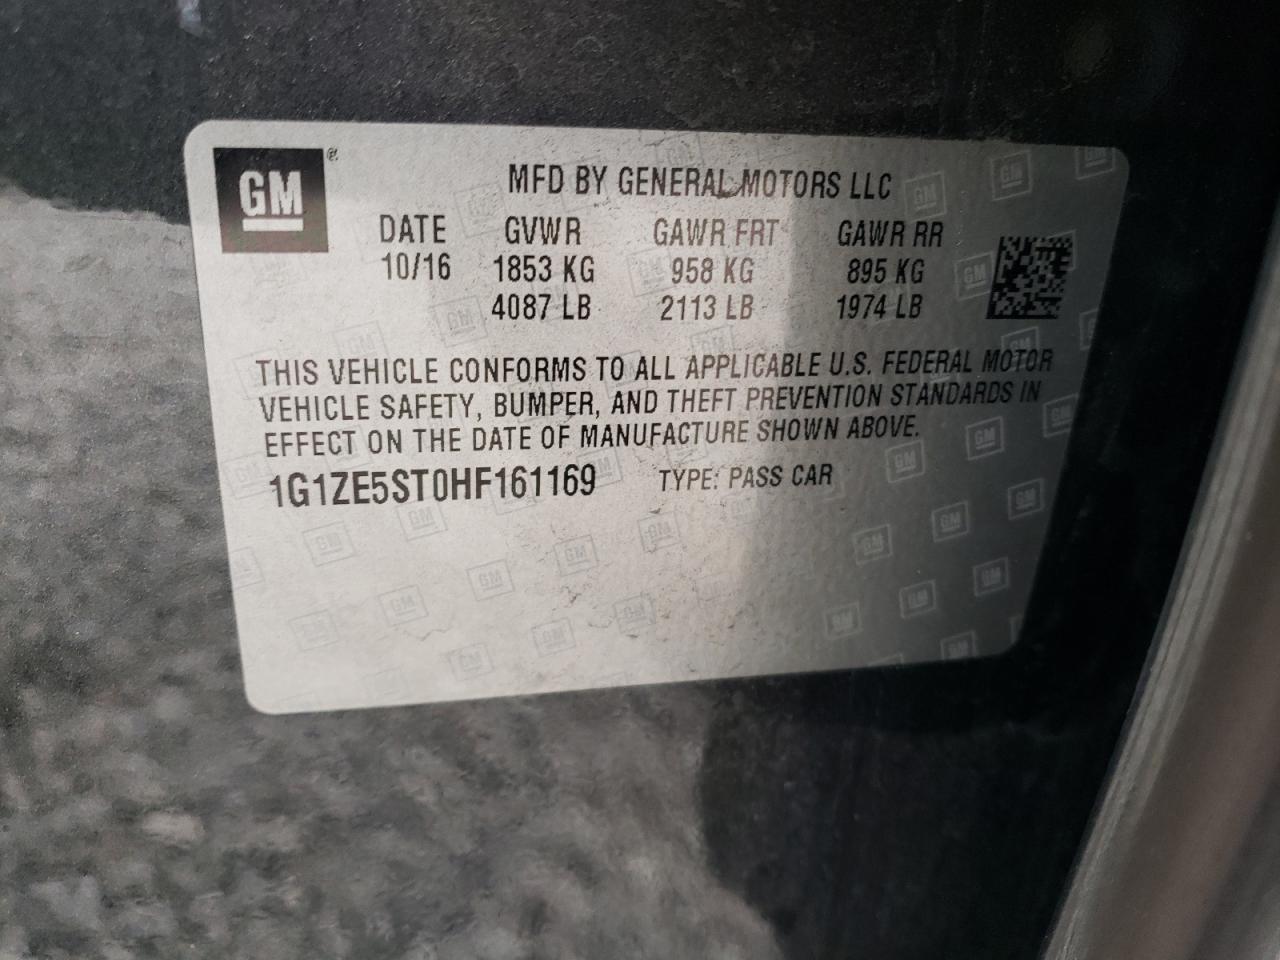 GM ®
MFD BY GENERAL MOTORS LLC
DATE GVWR GAWR FRT GAWR RR
10/16 1853 KG 958 KG 895 KG
4087 LB 2113 LB 1974 LB
THIS VEHICLE CONFORMS TO ALL APPLICABLE U.S. FEDERAL MOTOR
VEHICLE SAFETY, BUMPER, AND THEFT PREVENTION STANDARDS IN
EFFECT ON THE DATE OF MANUFACTURE SHOWN ABOVE.
1G1ZE5ST0HF161169 TYPE: PASS CAR